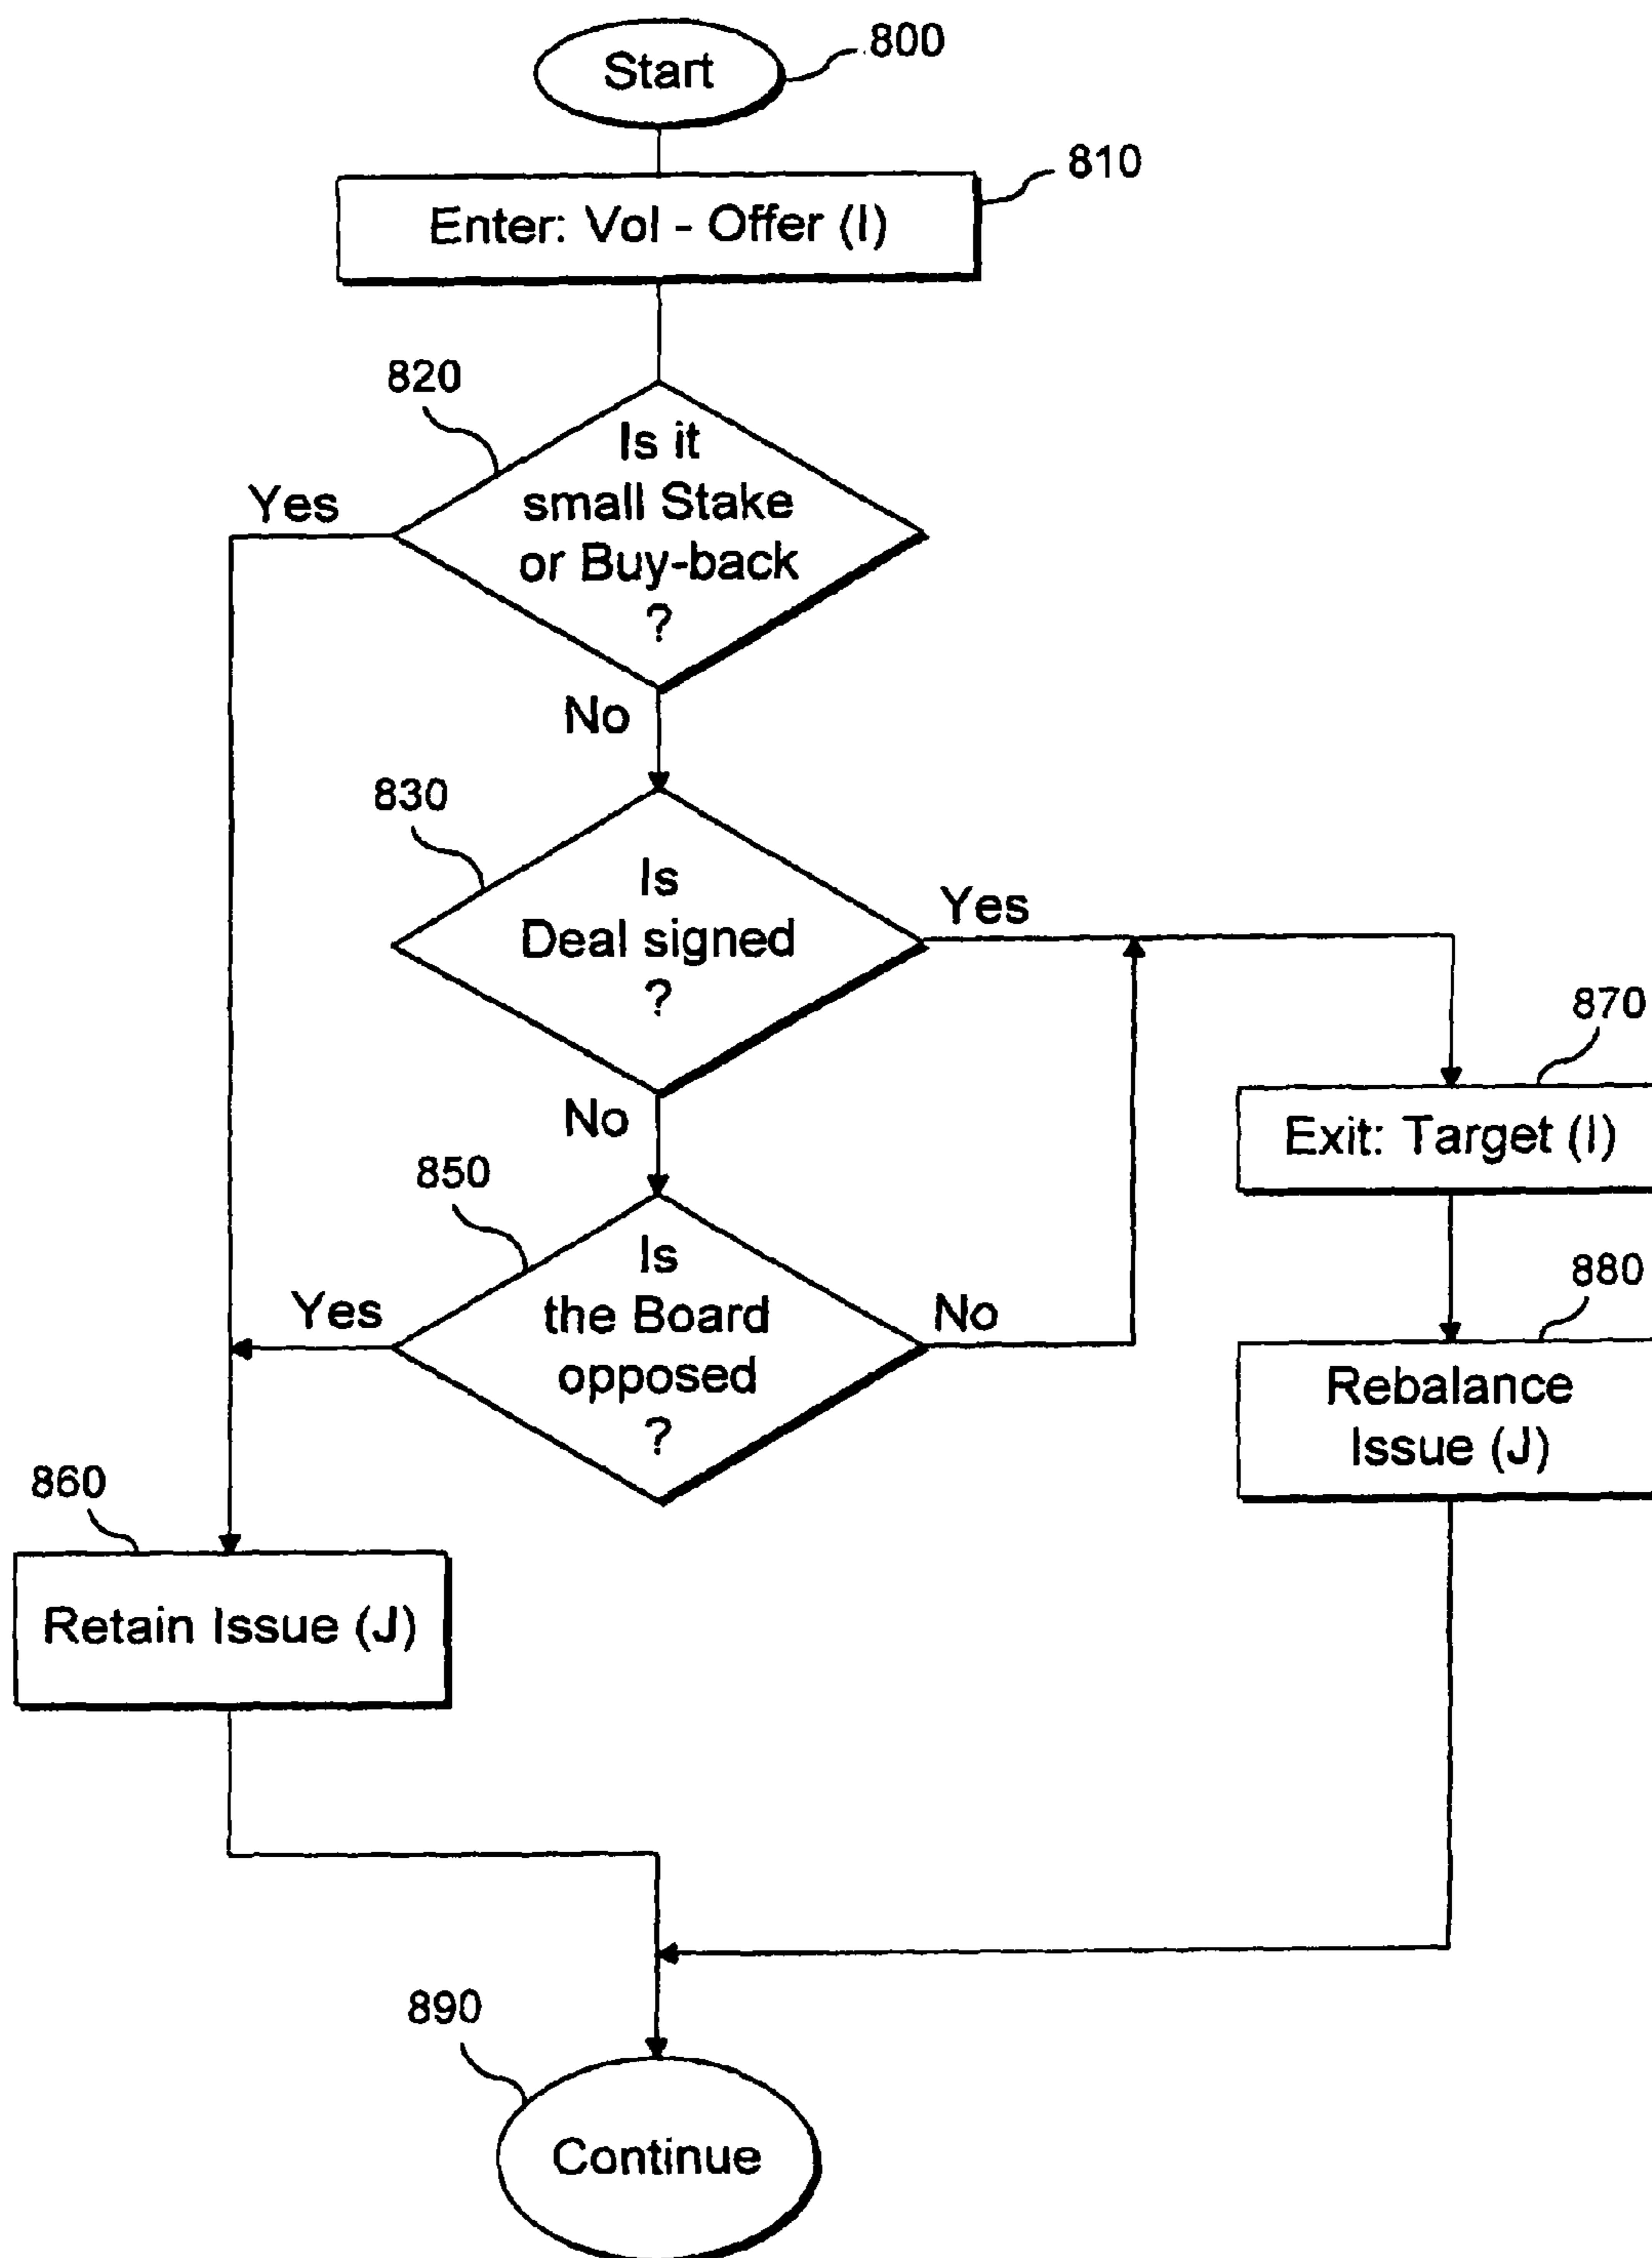 Start
800
810
Enter: Vol - Offer (I)
820
Is it
small Stake
or Buy-back
?
Yes
No
830
Is
Deal signed
?
Yes
No
870
Exit: Target (I)
850
Is
the Board
opposed
?
Yes
No
880
Rebalance
Issue (J)
860
Retain Issue (J)
890
Continue